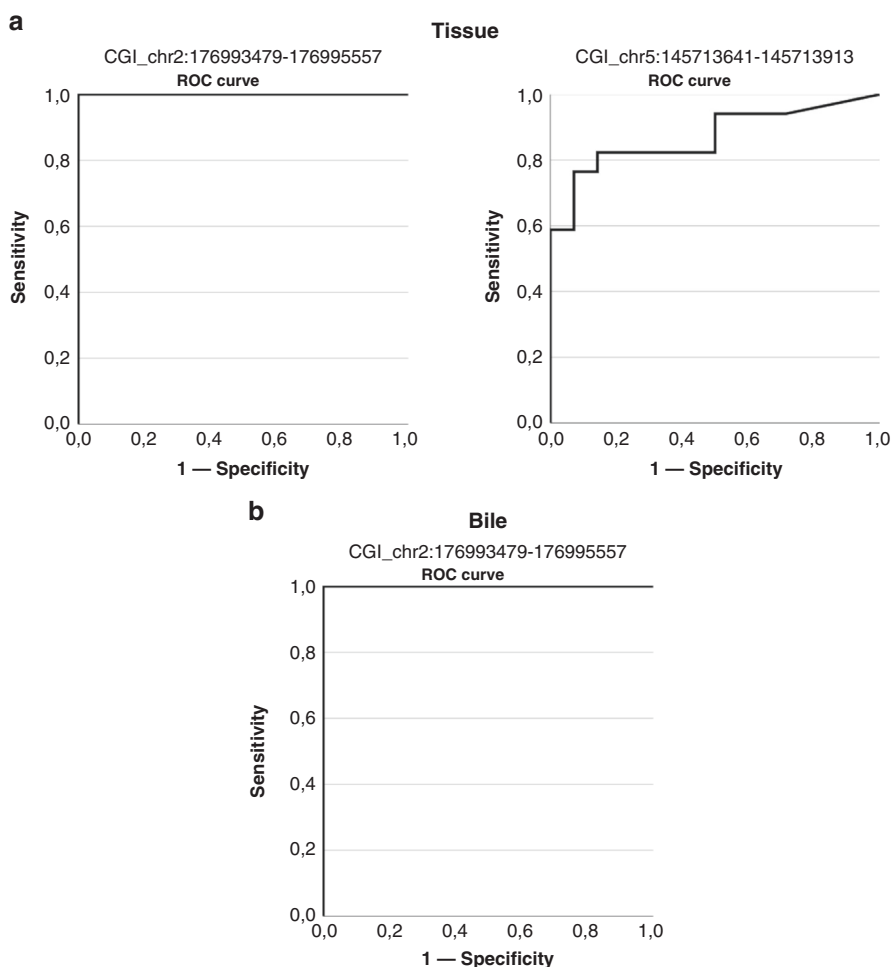 a
Tissue
CGI_chr2:176993479-176995557
ROC curve
1,0
0,8
0,6
0,4
0,2
0,0
Sensitivity
0,0 0,2 0,4 0,6 0,8 1,0
1 — Specificity
CGI_chr5:145713641-145713913
ROC curve
1,0
0,8
0,6
0,4
0,2
0,0
Sensitivity
0,0 0,2 0,4 0,6 0,8 1,0
1 — Specificity
b
Bile
CGI_chr2:176993479-176995557
ROC curve
1,0
0,8
0,6
0,4
0,2
0,0
Sensitivity
0,0 0,2 0,4 0,6 0,8 1,0
1 — Specificity